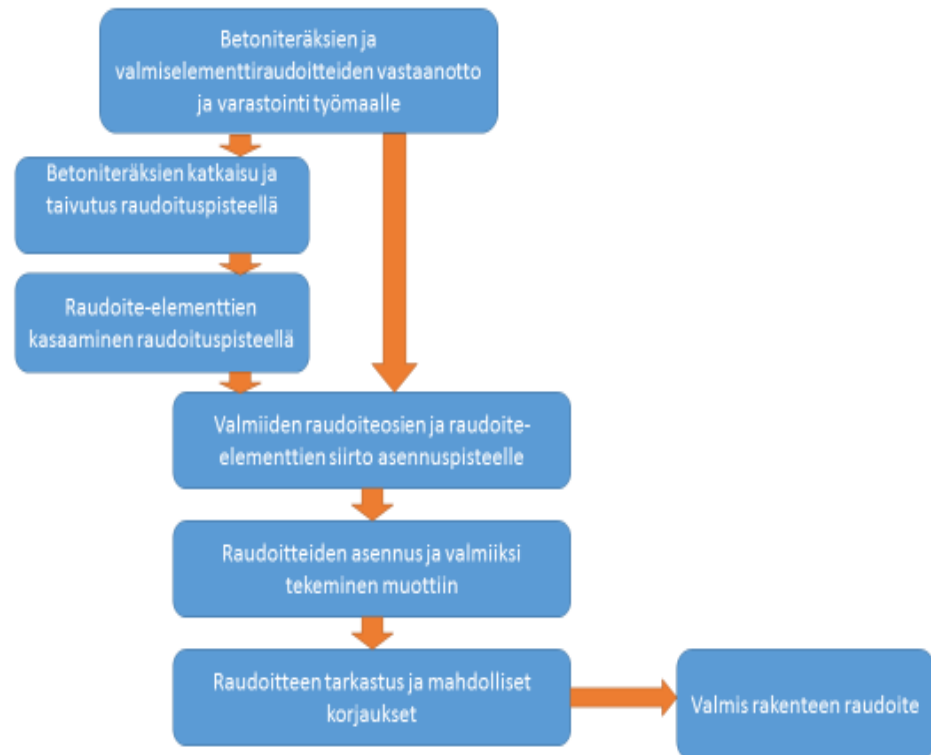 Betoniteräksien ja
valmiselementtiraudoitteiden vastaanotto
ja varastointi työmaalle
Betoniteräksien katkaisu ja
taivutus raudoituspisteellä
Raudoite-elementtien
kasaaminen raudoituspisteellä
Valmiiden raudoiteosien ja raudoite-
elementtien siirto asennuspisteelle
Raudoitteiden asennus ja valmiiksi
tekeminen muottiin
Raudoitteen tarkastus ja mahdolliset
korjaukset
Valmis rakenteen raudoite